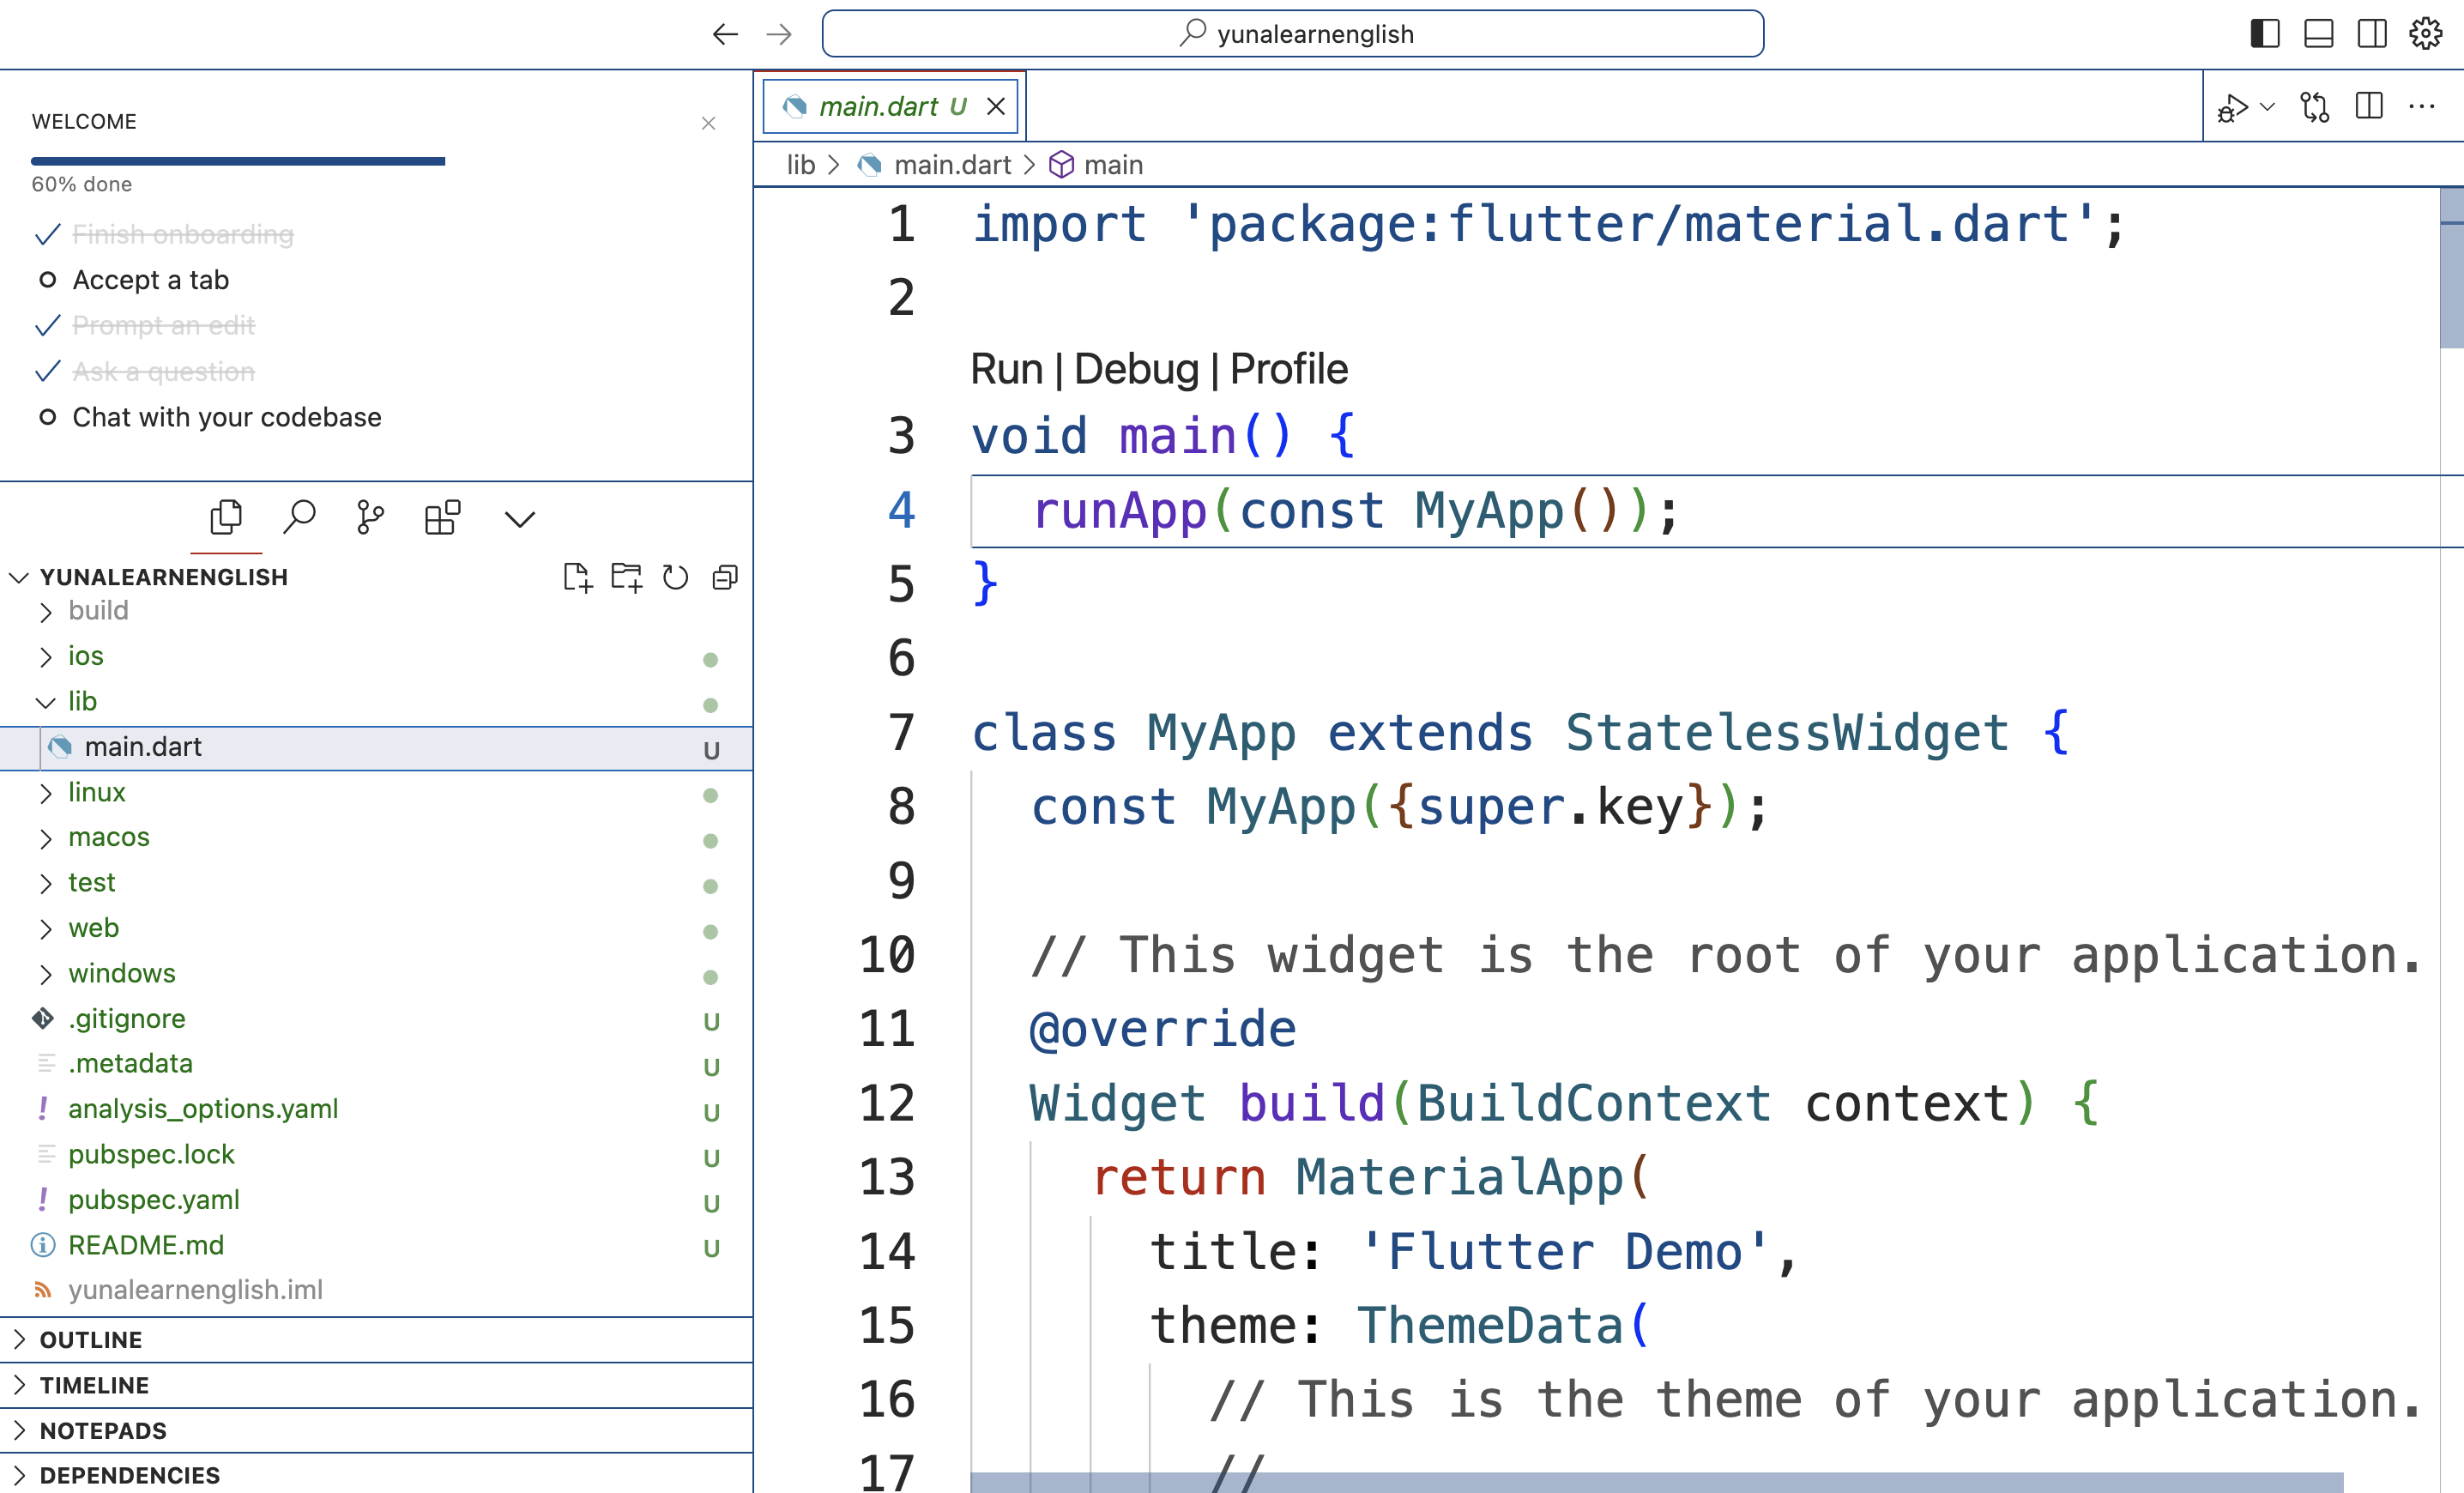 yunalearnenglish
WELCOME
60% done
Finish onboarding
Accept a tab
Prompt an edit
Ask a question
Chat with your codebase
YUNALEARNENGLISH
build
ios
lib
main.dart U
linux
macos
test
web
windows
.gitignore U
.metadata U
analysis_options.yaml U
pubspec.lock U
pubspec.yaml U
README.md U
yunalearnenglish.iml
OUTLINE
TIMELINE
NOTEPADS
DEPENDENCIES
main.dart U
lib > main.dart > main
1 import 'package:flutter/material.dart';
2
Run | Debug | Profile
3 void main() {
4   runApp(const MyApp());
5 }
6
7 class MyApp extends StatelessWidget {
8   const MyApp({super.key});
9
10   // This widget is the root of your application.
11   @override
12   Widget build(BuildContext context) {
13     return MaterialApp(
14       title: 'Flutter Demo',
15       theme: ThemeData(
16         // This is the theme of your application.
17         //